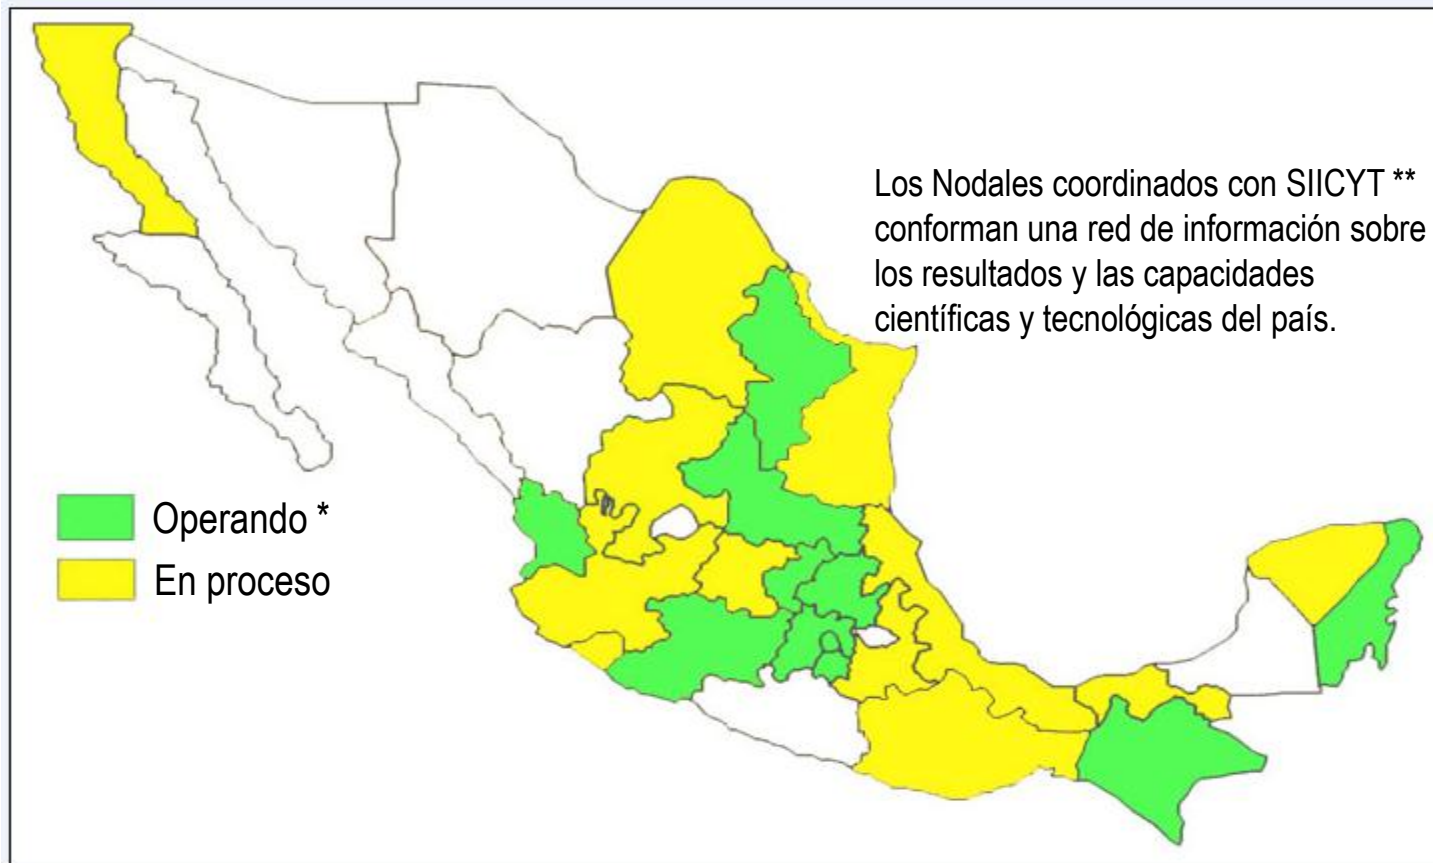 Los Nodales coordinados con SIICYT **
conforman una red de información sobre
los resultados y las capacidades
científicas y tecnológicas del país.
Operando *
En proceso